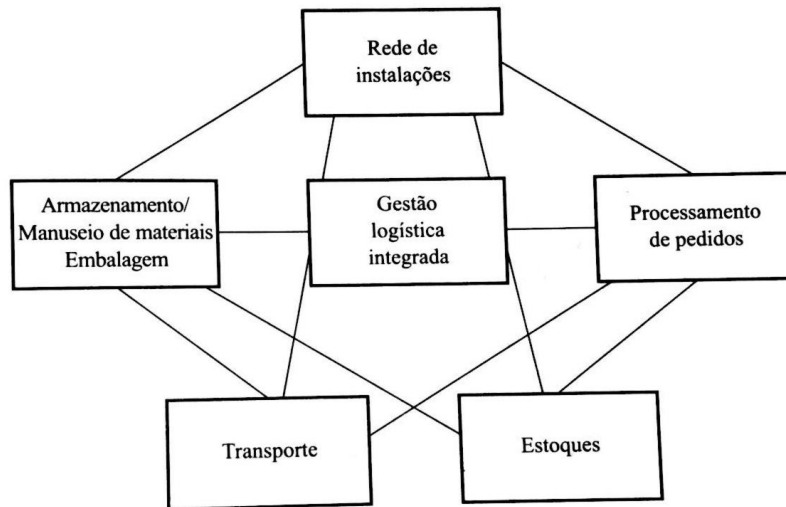 Rede de
instalações
Armazenamento/
Manuseio de materiais
Embalagem
Gestão
logística
integrada
Processamento
de pedidos
Transporte
Estoques